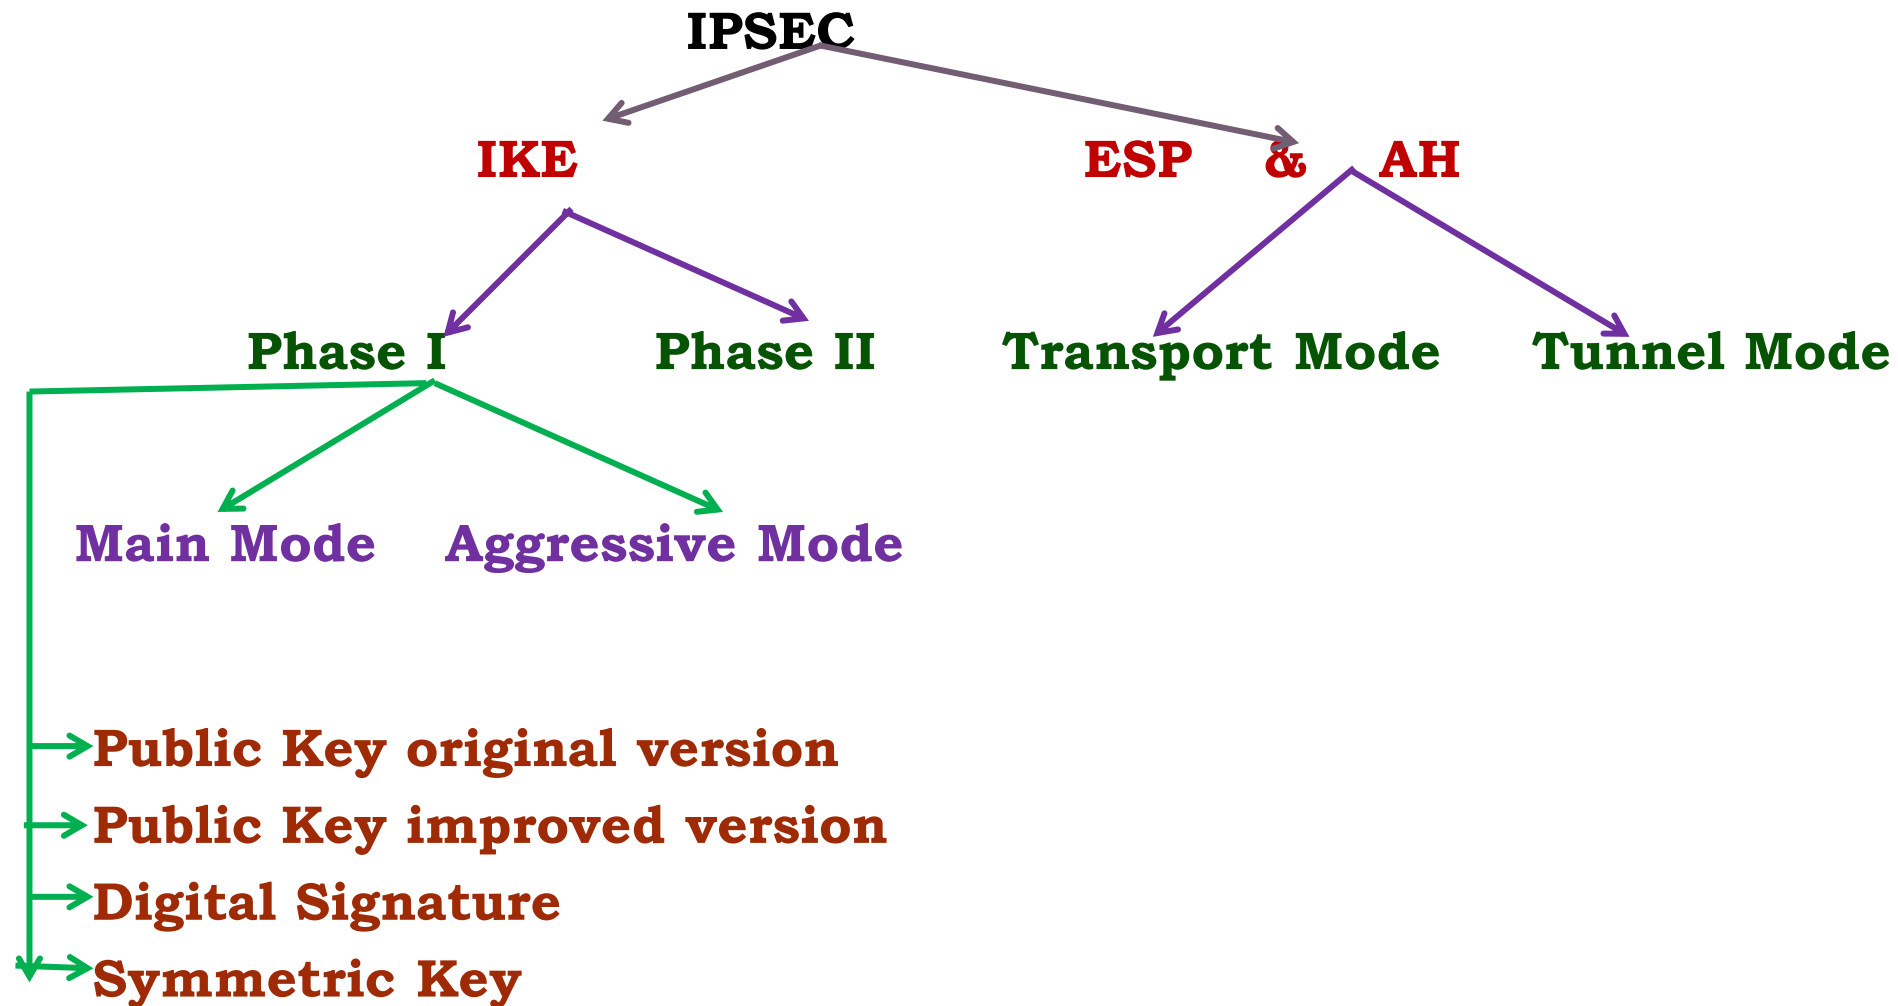 IPSEC
IKE ESP & AH
Phase I Phase II Transport Mode Tunnel Mode
Main Mode Aggressive Mode
Public Key original version
Public Key improved version
Digital Signature
Symmetric Key